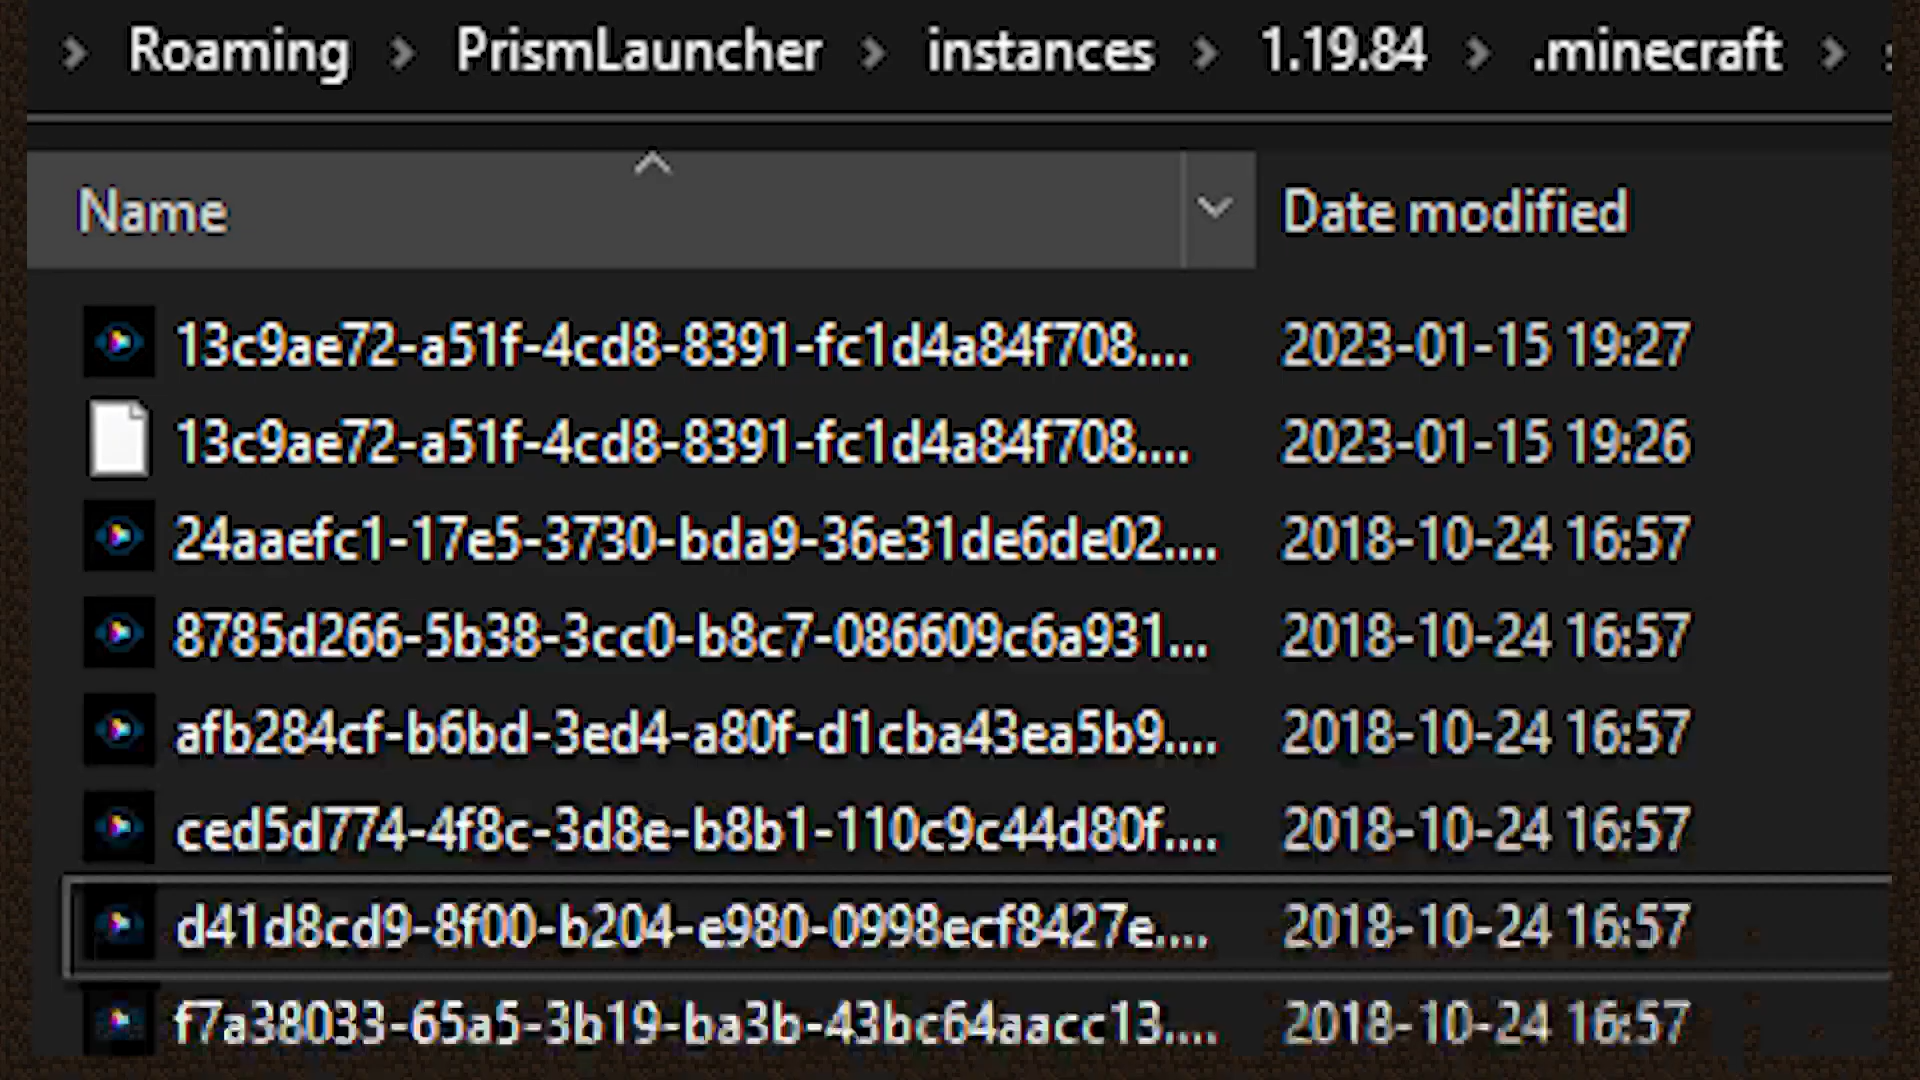 Roaming > PrismLauncher > instances > 1.19.84 > .minecraft >
Name Date modified
13c9ae72-a51f-4cd8-8391-fc1d4a84f708.... 2023-01-15 19:27
13c9ae72-a51f-4cd8-8391-fc1d4a84f708.... 2023-01-15 19:26
24aaefc1-17e5-3730-bda9-36e31de6de02.... 2018-10-24 16:57
8785d266-5b38-3cc0-b8c7-086609c6a931... 2018-10-24 16:57
afb284cf-b6bd-3ed4-a80f-d1cba43ea5b9.... 2018-10-24 16:57
ced5d774-4f8c-3d8e-b8b1-110c9c44d80f.... 2018-10-24 16:57
d41d8cd9-8f00-b204-e980-0998ecf8427e.... 2018-10-24 16:57
f7a38033-65a5-3b19-ba3b-43bc64aacc13.... 2018-10-24 16:57